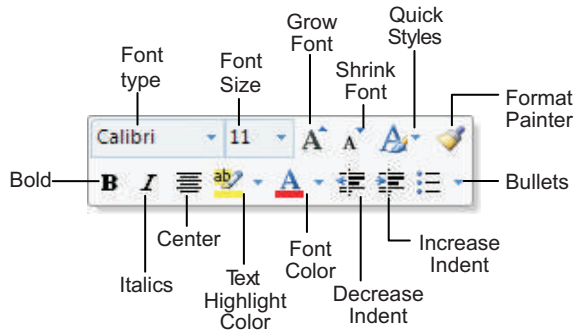 Font
type
Font
Size
Grow
Font
Shrink
Font
Quick
Styles
Format
Painter
Calibri
11
A
A
A
Bold
B
I
ab
A
Bullets
Center
Italics
Text
Highlight
Color
Font
Color
Decrease
Indent
Increase
Indent